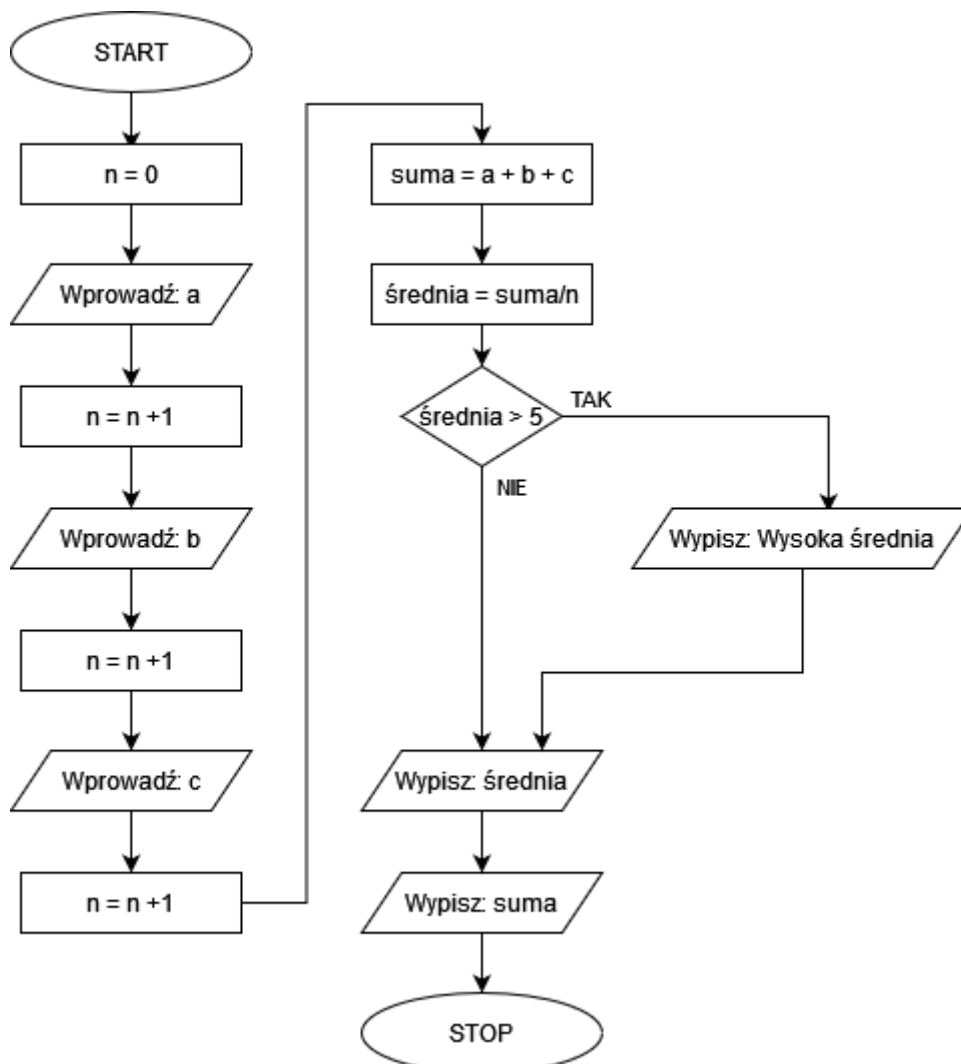 START
n = 0
Wprowadź: a
n = n +1
Wprowadź: b
n = n +1
Wprowadź: c
n = n +1
suma = a + b + c
średnia = suma/n
średnia > 5
TAK
NIE
Wypisz: Wysoka średnia
Wypisz: średnia
Wypisz: suma
STOP